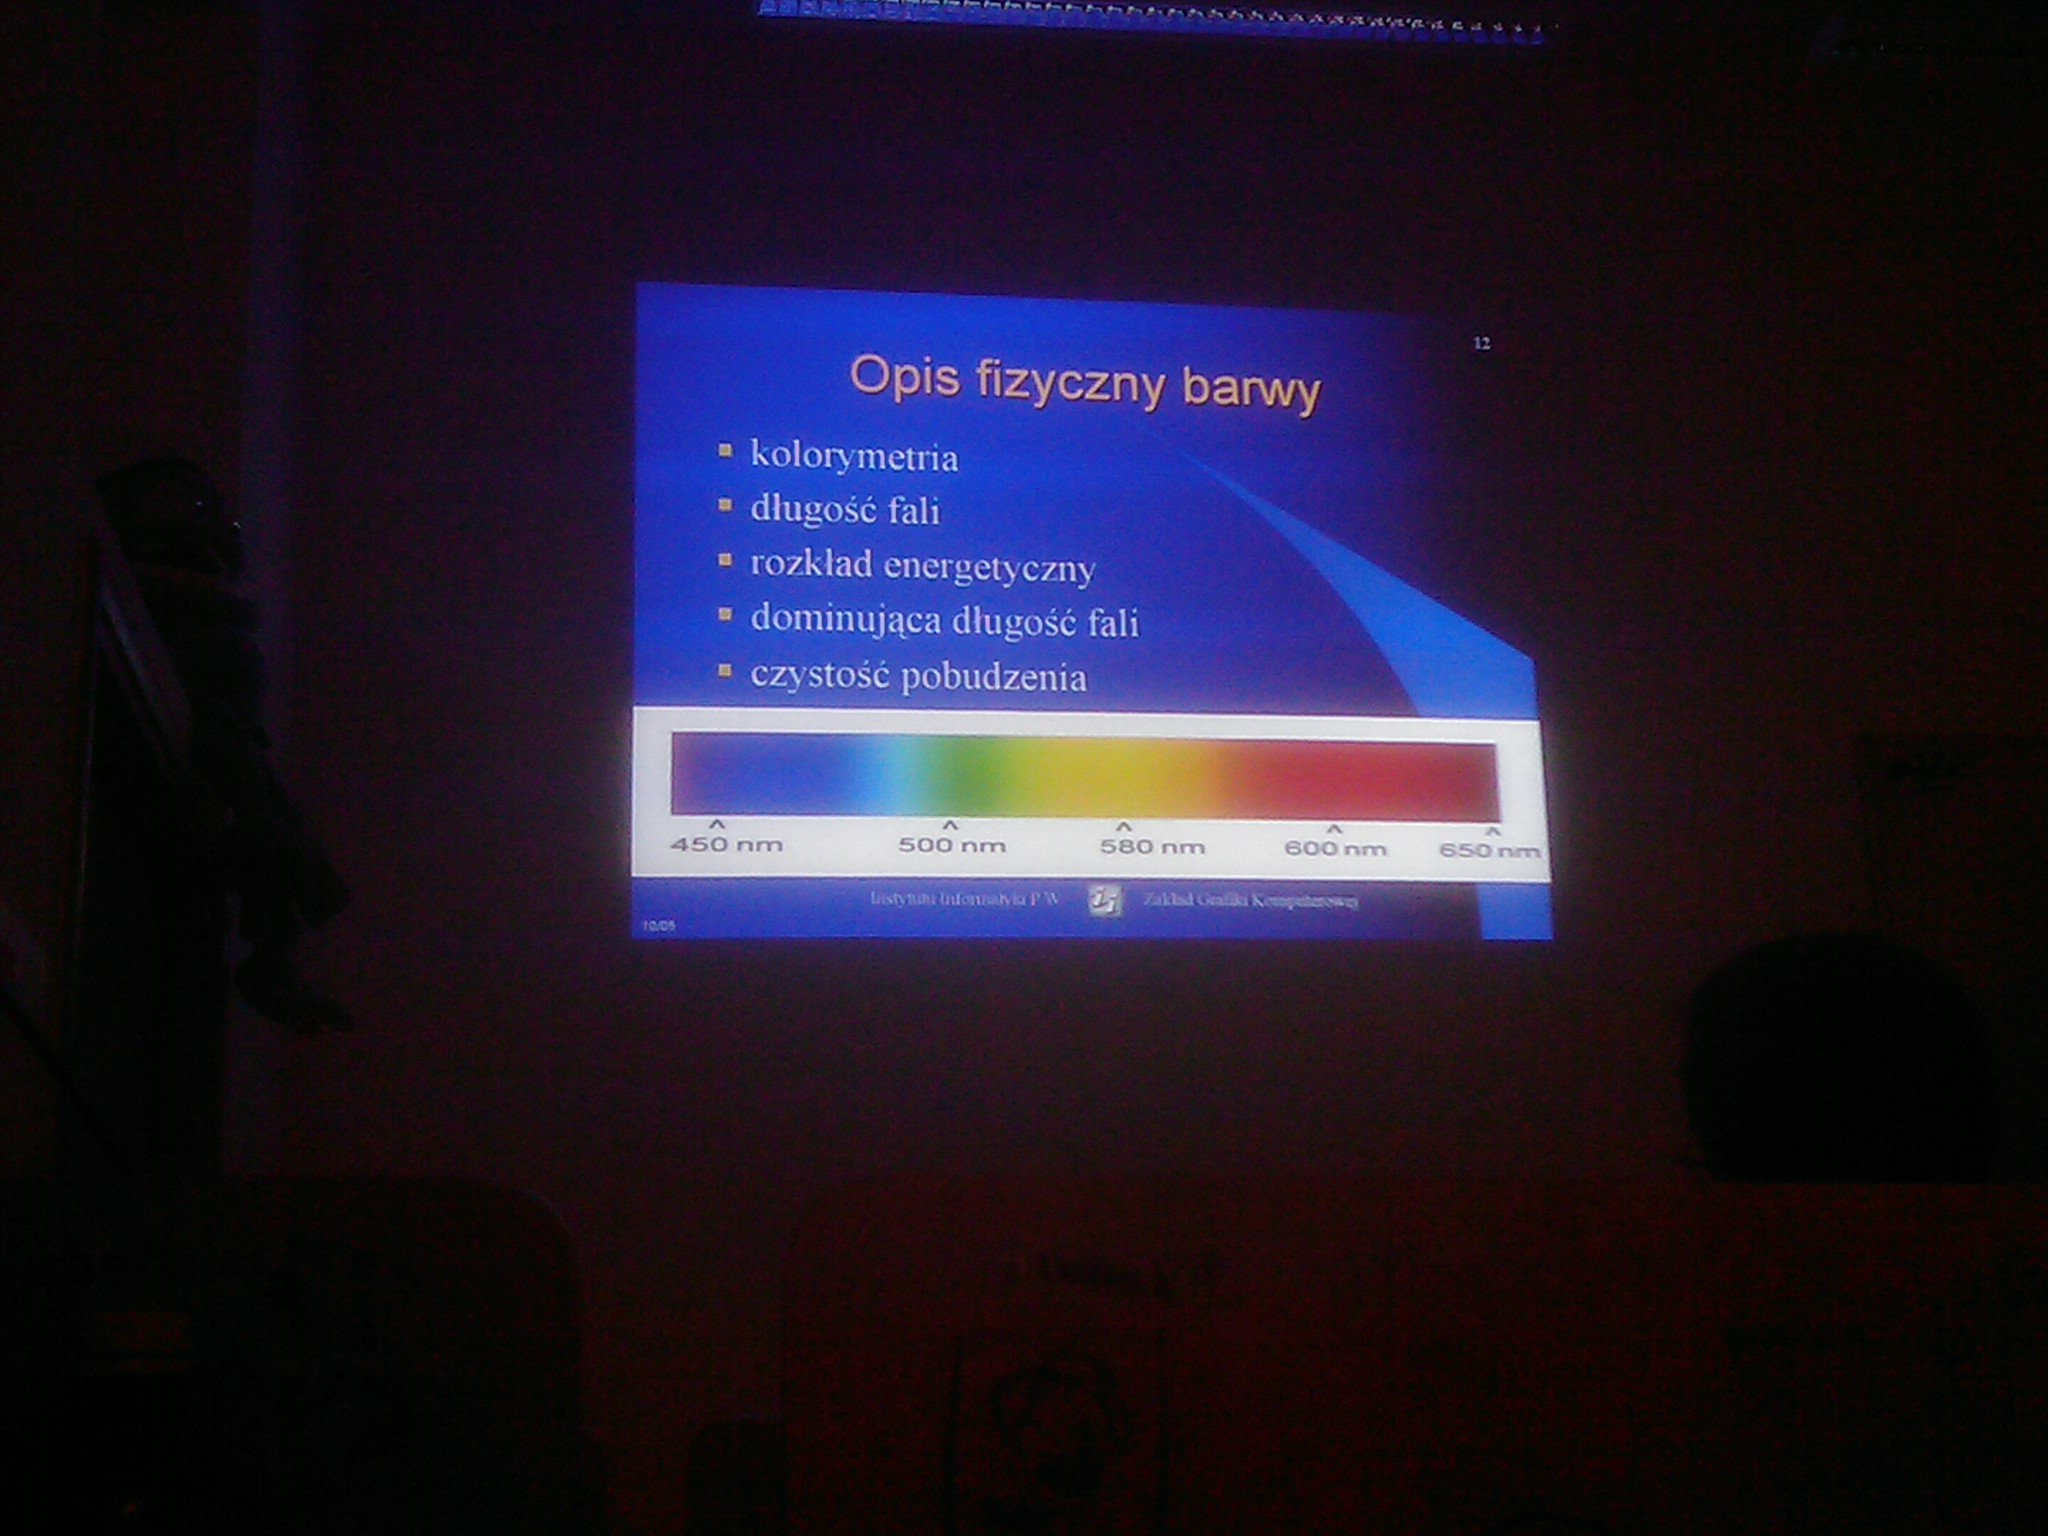 12
Opis fizyczny barwy
kolorymetria
długość fali
rozkład energetyczny
dominująca długość fali
czystość pobudzenia
450 nm 500 nm 580 nm 600 nm 650 nm
Instytutu Informatyki P.W Zakład Grafiki Komputerowej
10/05